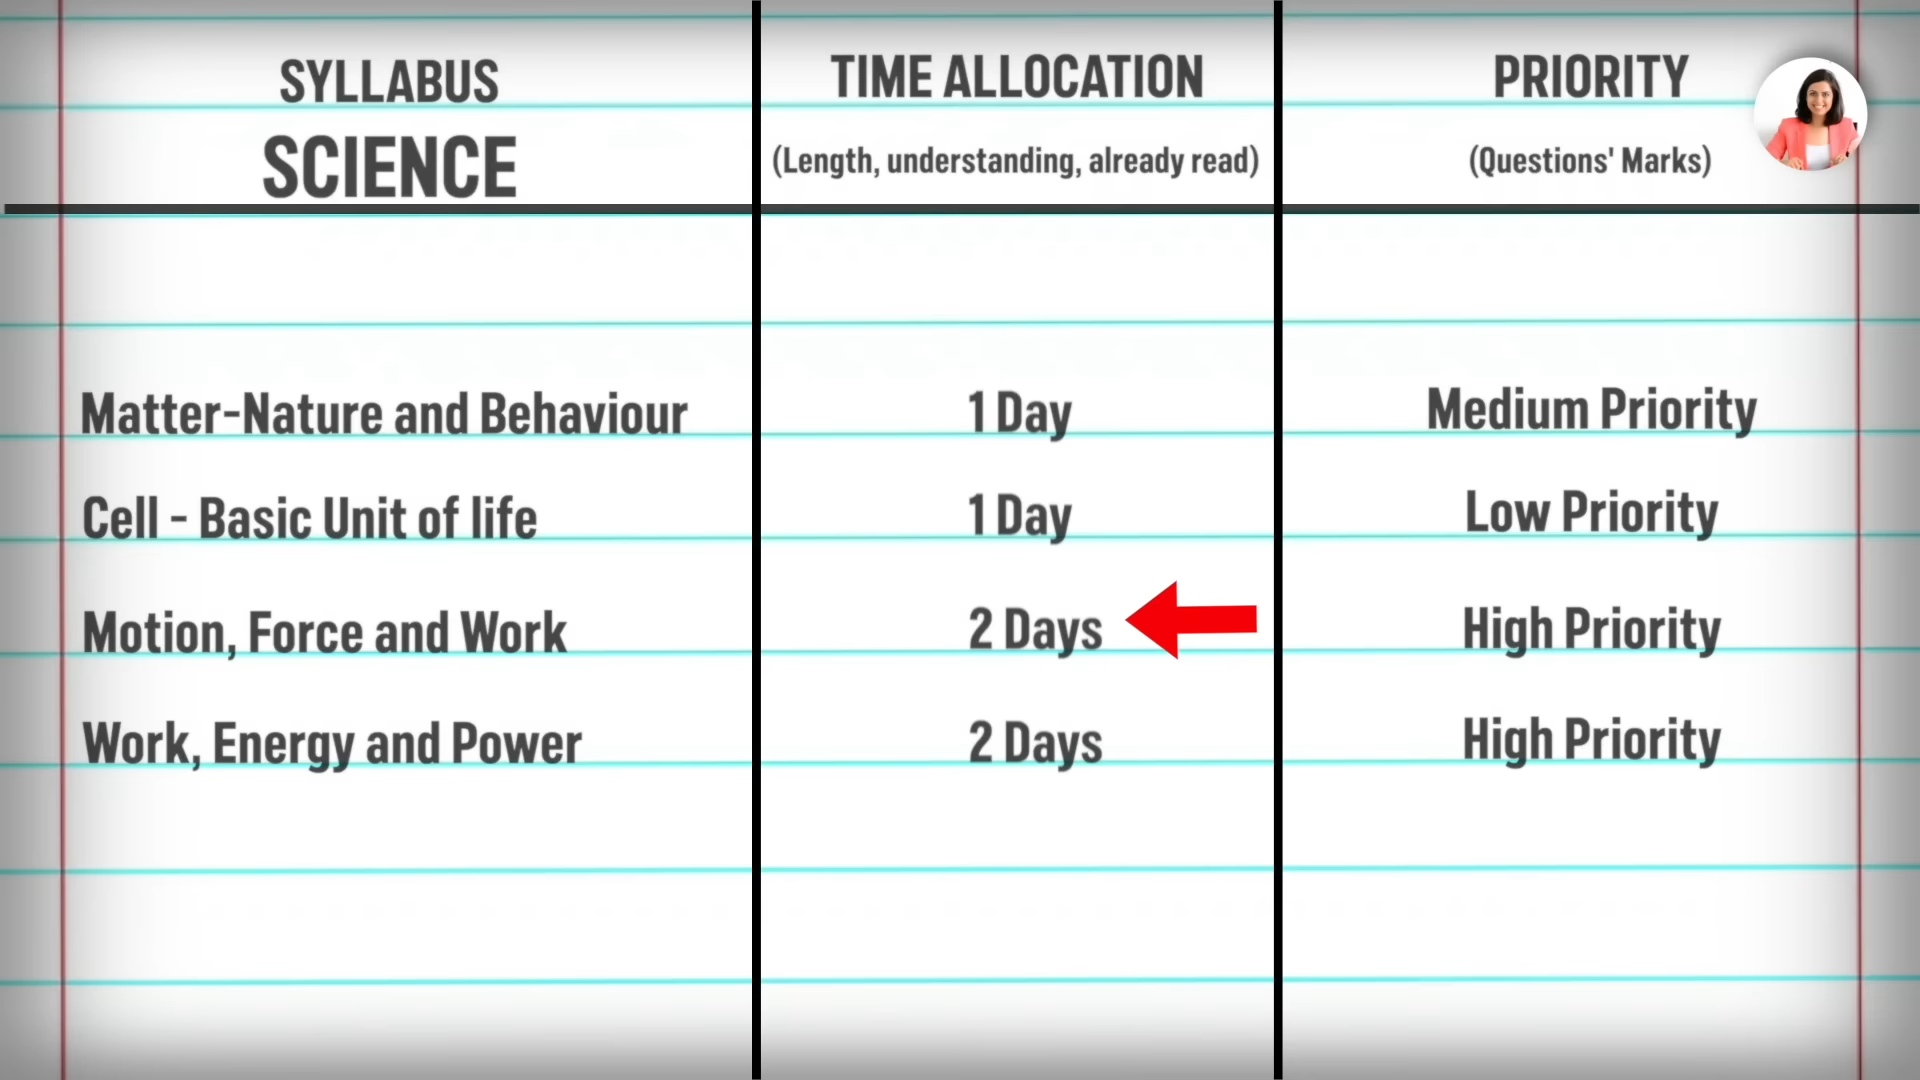 SYLLABUS
SCIENCE
TIME ALLOCATION
(Length, understanding, already read)
PRIORITY
(Questions' Marks)
Matter-Nature and Behaviour 1 Day Medium Priority
Cell - Basic Unit of life 1 Day Low Priority
Motion, Force and Work 2 Days High Priority
Work, Energy and Power 2 Days High Priority